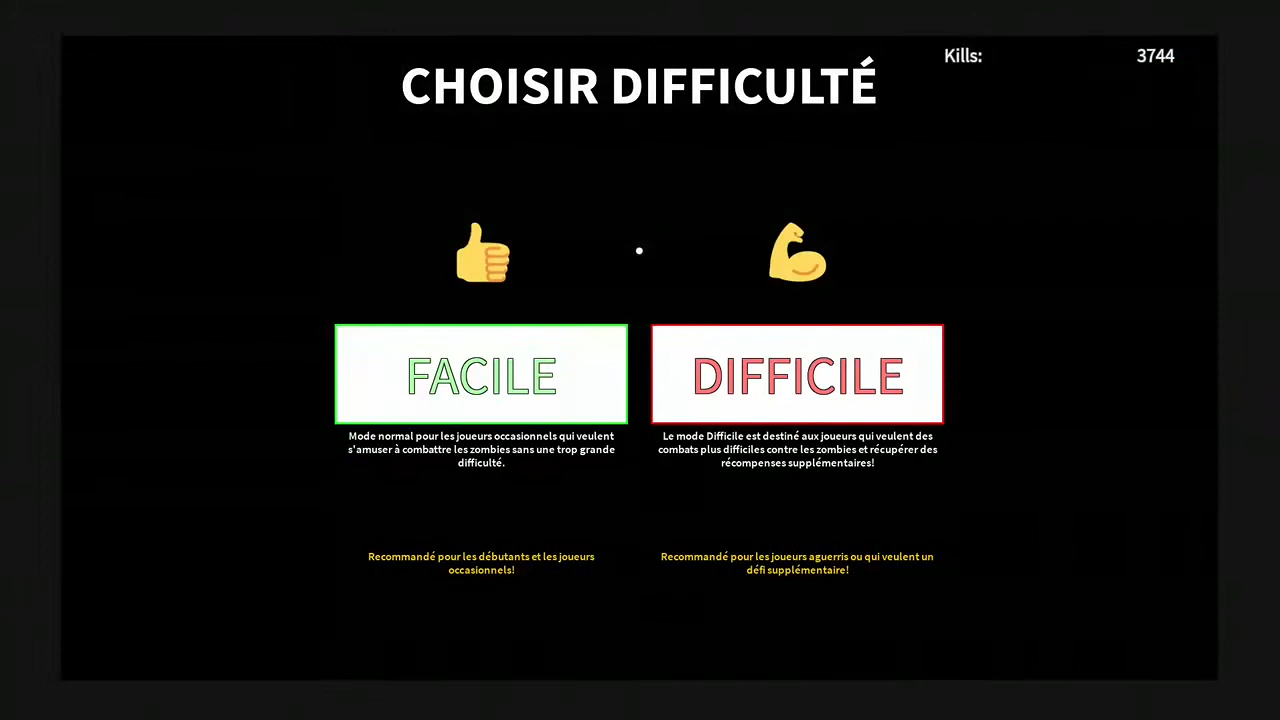 Kills: 3744
CHOISIR DIFFICULTÉ
FACILE
Mode normal pour les joueurs occasionnels qui veulent
s'amuser à combattre les zombies sans une trop grande
difficulté.
Recommandé pour les débutants et les joueurs
occasionnels!
DIFFICILE
Le mode Difficile est destiné aux joueurs qui veulent des
combats plus difficiles contre les zombies et récupérer des
récompenses supplémentaires!
Recommandé pour les joueurs aguerris ou qui veulent un
défi supplémentaire!